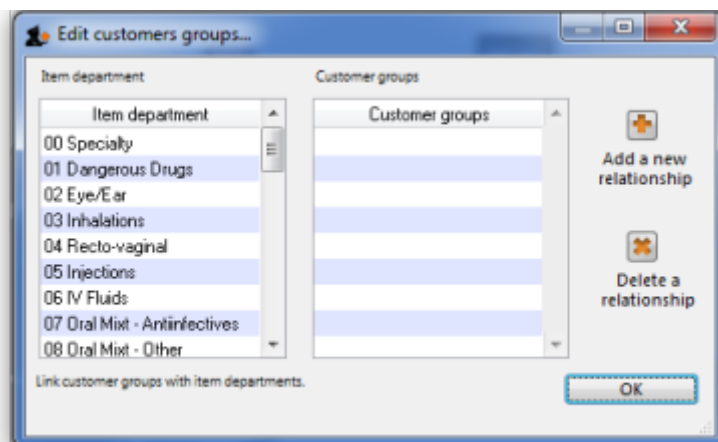 Edit customers groups...
Item department
Customer groups
Item department
Customer groups
00 Specialty
01 Dangerous Drugs
02 Eye/Ear
03 Inhalations
04 Recto-vaginal
05 Injections
06 IV Fluids
07 Oral Mixt - Antiinfectives
08 Oral Mixt - Other
Add a new
relationship
Delete a
relationship
Link customer groups with item departments.
OK